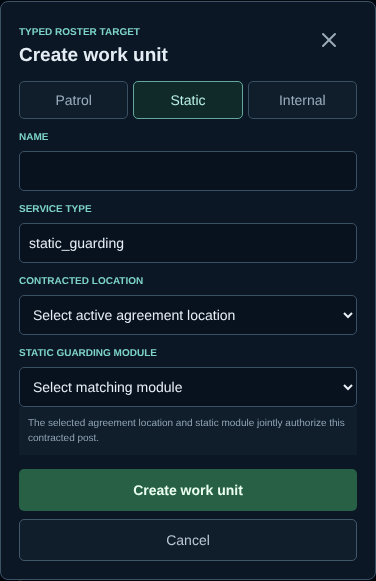 TYPED ROSTER TARGET
Create work unit
Patrol
Static
Internal
NAME
SERVICE TYPE
static_guarding
CONTRACTED LOCATION
Select active agreement location
STATIC GUARDING MODULE
Select matching module
The selected agreement location and static module jointly authorize this
contracted post.
Create work unit
Cancel